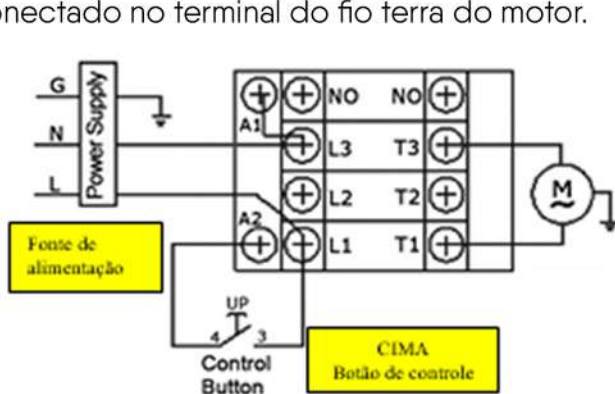 onectado no terminal do fio terra do motor.
G
N
L
Power Supply
A1
NO NO
L3 T3
L2 T2
A2
L1 T1
M
Fonte de
alimentação
UP
4 3
Control
Button
CIMA
Botão de controle